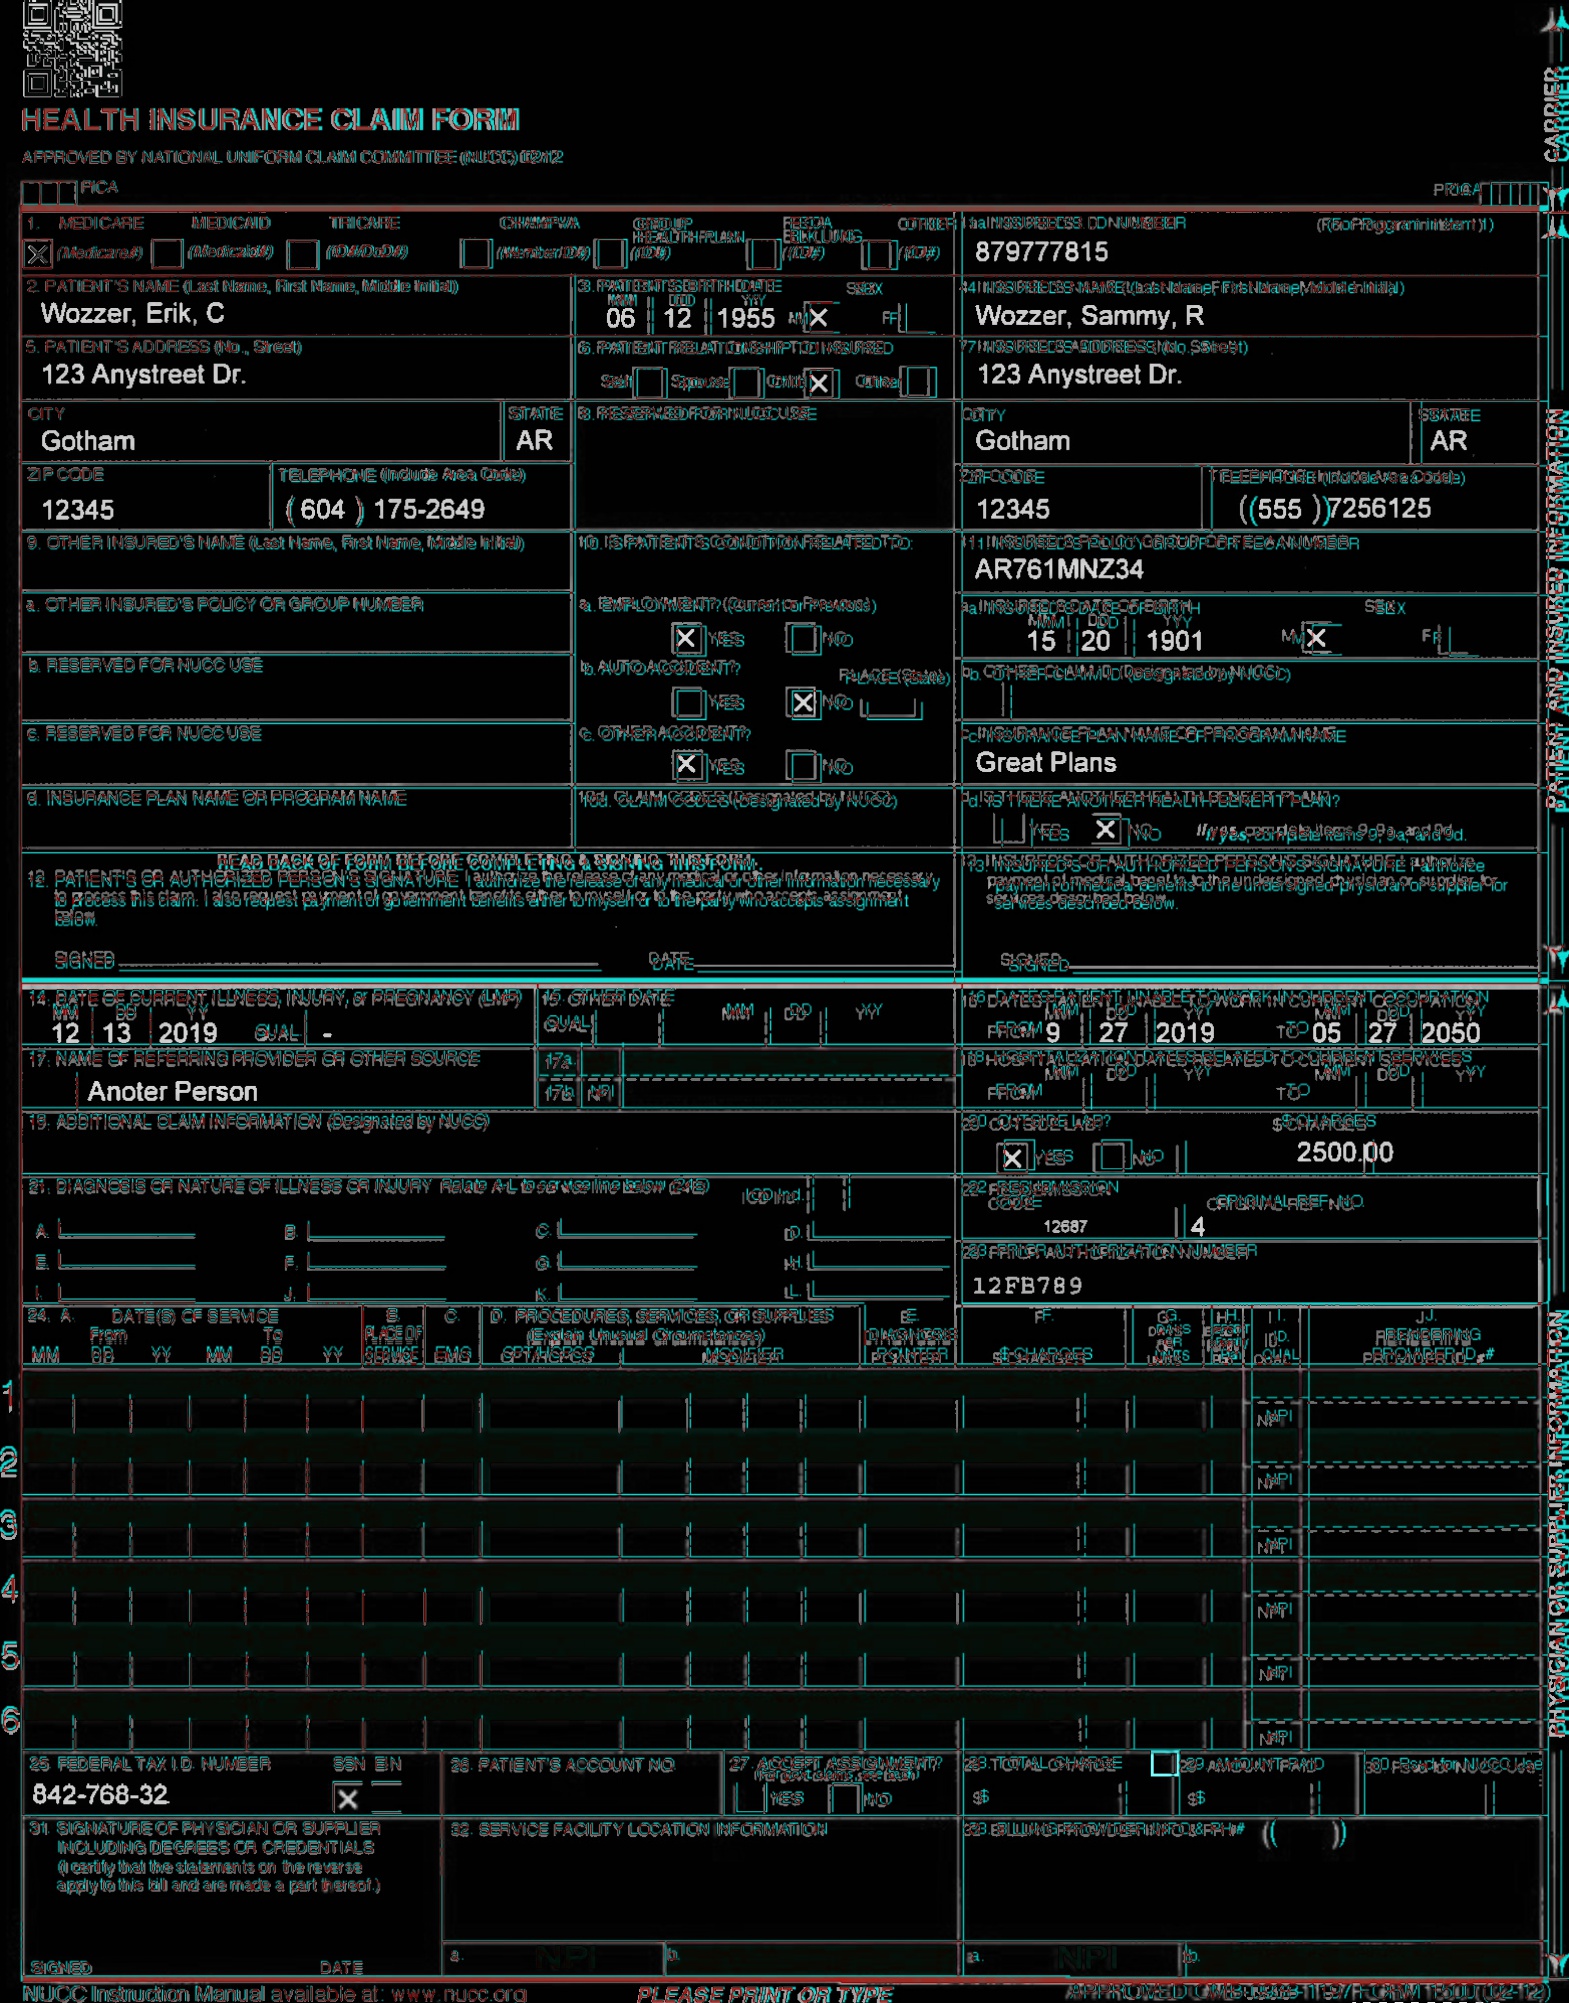 HEALTH INSURANCE CLAIM FORM
APPROVED BY NATIONAL UNIFORM CLAIM COMMITTEE (NUCC) 02/12
PICA
PICA
1. MEDICARE MEDICAID TRICARE CHAMPVA GROUP HEALTH PLAN FECA BLK LUNG OTHER
(Medicare#) (Medicaid#) (ID#/DoD#) (Member ID#) (ID#) (ID#) (ID#)
1a. INSURED'S I.D. NUMBER (For Program in Item 1)
879777815
2. PATIENT'S NAME (Last Name, First Name, Middle Initial)
Wozzer, Erik, C
3. PATIENT'S BIRTH DATE SEX
MM DD YY
06 12 1955 M X F
4. INSURED'S NAME (Last Name, First Name, Middle Initial)
Wozzer, Sammy, R
5. PATIENT'S ADDRESS (No., Street)
123 Anystreet Dr.
6. PATIENT RELATIONSHIP TO INSURED
Self Spouse Child X Other
7. INSURED'S ADDRESS (No., Street)
123 Anystreet Dr.
CITY STATE
Gotham AR
8. RESERVED FOR NUCC USE
CITY STATE
Gotham AR
ZIP CODE TELEPHONE (Include Area Code)
12345 ( 604 ) 175-2649
ZIP CODE TELEPHONE (Include Area Code)
12345 (555 )7256125
9. OTHER INSURED'S NAME (Last Name, First Name, Middle Initial)
10. IS PATIENT'S CONDITION RELATED TO:
11. INSURED'S POLICY GROUP OR FECA NUMBER
AR761MNZ34
a. OTHER INSURED'S POLICY OR GROUP NUMBER
a. EMPLOYMENT? (Current or Previous)
X YES NO
a. INSURED'S DATE OF BIRTH SEX
MM DD YY
15 20 1901 M X F
b. RESERVED FOR NUCC USE
b. AUTO ACCIDENT? PLACE (State)
YES X NO
b. OTHER CLAIM ID (Designated by NUCC)
c. RESERVED FOR NUCC USE
c. OTHER ACCIDENT?
X YES NO
c. INSURANCE PLAN NAME OR PROGRAM NAME
Great Plans
d. INSURANCE PLAN NAME OR PROGRAM NAME
10d. CLAIM CODES (Designated by NUCC)
d. IS THERE ANOTHER HEALTH BENEFIT PLAN?
YES X NO If yes, complete items 9, 9a, and 9d.
READ BACK OF FORM BEFORE COMPLETING & SIGNING THIS FORM.
12. PATIENT'S OR AUTHORIZED PERSON'S SIGNATURE I authorize the release of any medical or other information necessary
to process this claim. I also request payment of government benefits either to myself or to the party who accepts assignment
below.
SIGNED DATE
13. INSURED'S OR AUTHORIZED PERSON'S SIGNATURE I authorize
payment of medical benefits to the undersigned physician or supplier for
services described below.
SIGNED
14. DATE OF CURRENT ILLNESS, INJURY, or PREGNANCY (LMP)
MM DD YY
12 13 2019 QUAL. -
15. OTHER DATE
QUAL. MM DD YY
16. DATES PATIENT UNABLE TO WORK IN CURRENT OCCUPATION
MM DD YY MM DD YY
FROM 9 27 2019 TO 05 27 2050
17. NAME OF REFERRING PROVIDER OR OTHER SOURCE
Anoter Person
17a.
17b. NPI
18. HOSPITALIZATION DATES RELATED TO CURRENT SERVICES
MM DD YY MM DD YY
FROM TO
19. ADDITIONAL CLAIM INFORMATION (Designated by NUCC)
20. OUTSIDE LAB? $ CHARGES
X YES NO 2500.00
21. DIAGNOSIS OR NATURE OF ILLNESS OR INJURY Relate A-L to service line below (24E) ICD Ind.
A. B. C. D.
E. F. G. H.
I. J. K. L.
22. RESUBMISSION CODE ORIGINAL REF. NO.
12687 4
23. PRIOR AUTHORIZATION NUMBER
12FB789
24. A. DATE(S) OF SERVICE B. C. D. PROCEDURES, SERVICES, OR SUPPLIES E. F. G. H. I. J.
From To PLACE OF (Explain Unusual Circumstances) DIAGNOSIS DAYS OR ID. RENDERING
MM DD YY MM DD YY SERVICE EMG CPT/HCPCS MODIFIER POINTER $ CHARGES UNITS QUAL. PROVIDER ID. #
1 NPI
2 NPI
3 NPI
4 NPI
5 NPI
6 NPI
25. FEDERAL TAX I.D. NUMBER SSN EIN
842-768-32 X
26. PATIENT'S ACCOUNT NO.
27. ACCEPT ASSIGNMENT?
(For govt. claims, see back)
YES NO
28. TOTAL CHARGE
$
29. AMOUNT PAID
$
30. Rsvd for NUCC Use
31. SIGNATURE OF PHYSICIAN OR SUPPLIER
INCLUDING DEGREES OR CREDENTIALS
(I certify that the statements on the reverse
apply to this bill and are made a part thereof.)
SIGNED DATE
32. SERVICE FACILITY LOCATION INFORMATION
a. NPI b.
33. BILLING PROVIDER INFO & PH # ( )
a. NPI b.
NUCC Instruction Manual available at: www.nucc.org
PLEASE PRINT OR TYPE
APPROVED OMB-0938-1197 FORM 1500 (02-12)
CARRIER
PATIENT AND INSURED INFORMATION
PHYSICIAN OR SUPPLIER INFORMATION